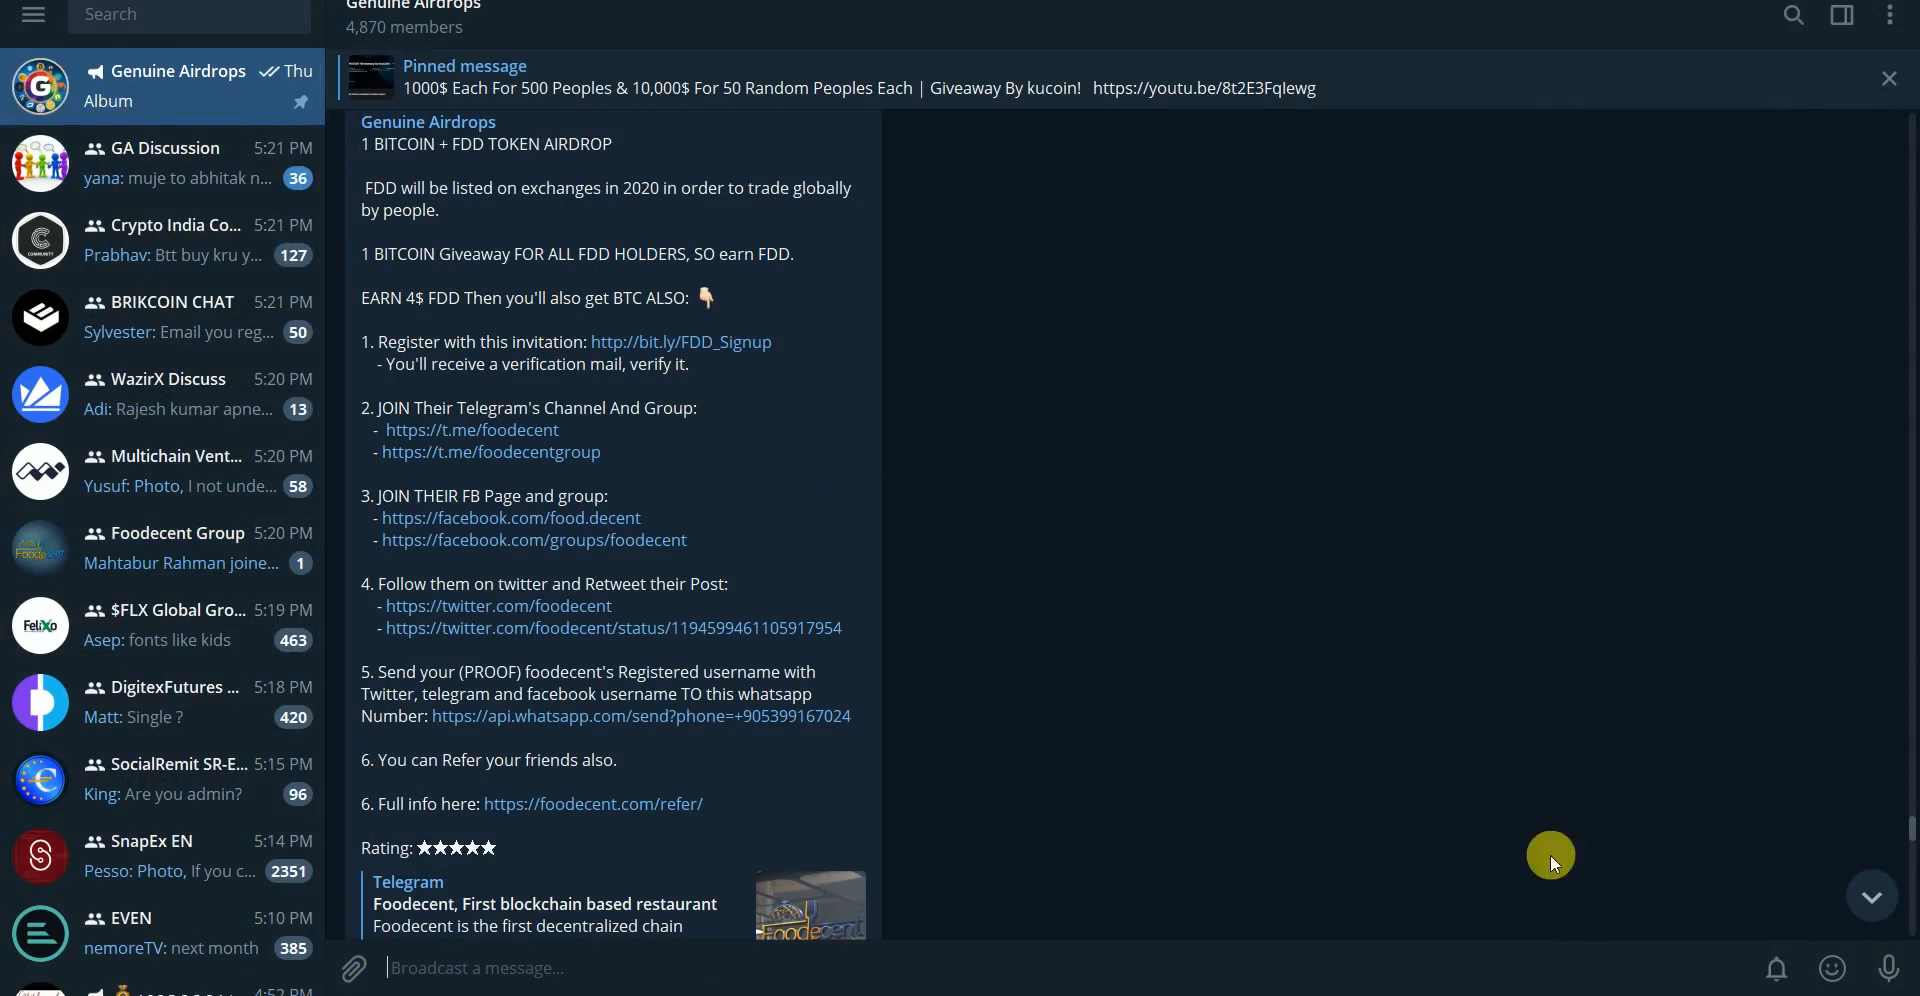 Search
Genuine Airdrops
4,870 members
Genuine Airdrops Thu
Album
GA Discussion 5:21 PM
yana: muje to abhitak n... 36
Crypto India Co... 5:21 PM
Prabhav: Btt buy kru y... 127
COMMUNITY
BRIKCOIN CHAT 5:21 PM
Sylvester: Email you reg... 50
WazirX Discuss 5:20 PM
Adi: Rajesh kumar apne... 13
Multichain Vent... 5:20 PM
Yusuf: Photo, I not unde... 58
Foodecent Group 5:20 PM
Mahtabur Rahman joine... 1
Foodecent
$FLX Global Gro... 5:19 PM
Asep: fonts like kids 463
FeliXo
DigitexFutures ... 5:18 PM
Matt: Single ? 420
SocialRemit SR-E... 5:15 PM
King: Are you admin? 96
SnapEx EN 5:14 PM
Pesso: Photo, If you c... 2351
EVEN 5:10 PM
nemoreTV: next month 385
4:52 PM
Pinned message
1000$ Each For 500 Peoples & 10,000$ For 50 Random Peoples Each | Giveaway By kucoin! https://youtu.be/8t2E3FqIewg
Genuine Airdrops
1 BITCOIN + FDD TOKEN AIRDROP
FDD will be listed on exchanges in 2020 in order to trade globally
by people.
1 BITCOIN Giveaway FOR ALL FDD HOLDERS, SO earn FDD.
EARN 4$ FDD Then you'll also get BTC ALSO: 👇🏻
1. Register with this invitation: http://bit.ly/FDD_Signup
- You'll receive a verification mail, verify it.
2. JOIN Their Telegram's Channel And Group:
- https://t.me/foodecent
- https://t.me/foodecentgroup
3. JOIN THEIR FB Page and group:
- https://facebook.com/food.decent
- https://facebook.com/groups/foodecent
4. Follow them on twitter and Retweet their Post:
- https://twitter.com/foodecent
- https://twitter.com/foodecent/status/1194599461105917954
5. Send your (PROOF) foodecent's Registered username with
Twitter, telegram and facebook username TO this whatsapp
Number: https://api.whatsapp.com/send?phone=+905399167024
6. You can Refer your friends also.
6. Full info here: https://foodecent.com/refer/
Rating: ★★★★★
Telegram
Foodecent, First blockchain based restaurant
Foodecent is the first decentralized chain
foodecent
Broadcast a message...